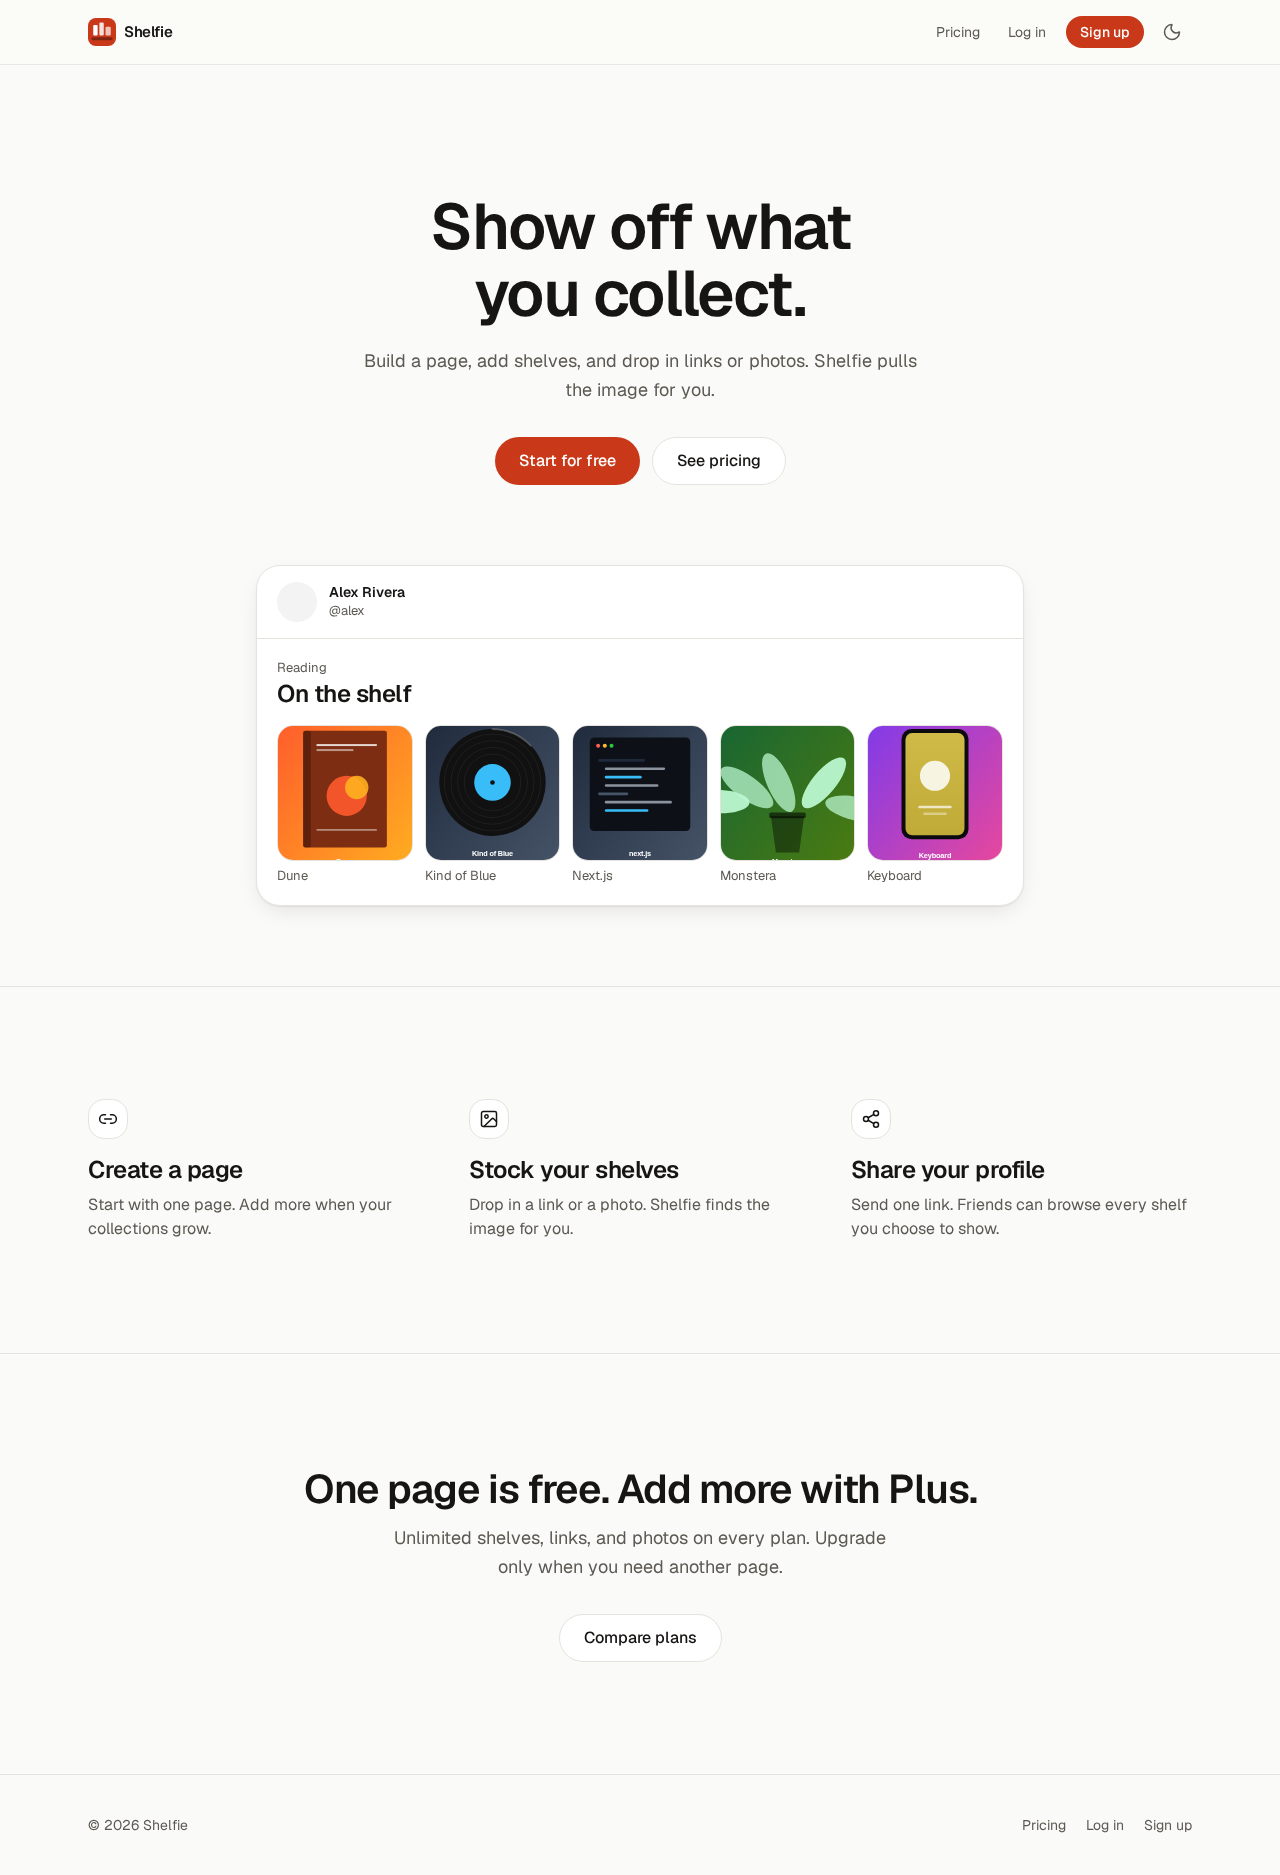 Shelfie
Pricing
Log in
Sign up
Show off what
you collect.
Build a page, add shelves, and drop in links or photos. Shelfie pulls
the image for you.
Start for free
See pricing
Alex Rivera
@alex
Reading
On the shelf
Kind of Blue
next.js
Keyboard
Dune
Kind of Blue
Next.js
Monstera
Keyboard
Create a page
Start with one page. Add more when your
collections grow.
Stock your shelves
Drop in a link or a photo. Shelfie finds the
image for you.
Share your profile
Send one link. Friends can browse every shelf
you choose to show.
One page is free. Add more with Plus.
Unlimited shelves, links, and photos on every plan. Upgrade
only when you need another page.
Compare plans
© 2026 Shelfie
Pricing
Log in
Sign up